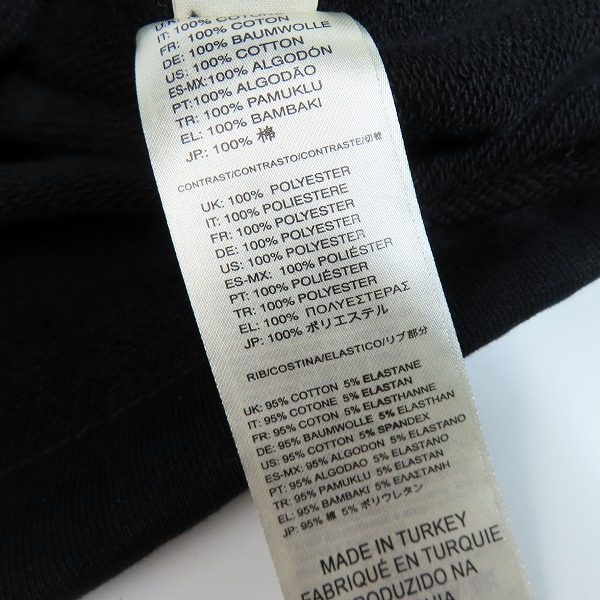 IT: 100% COTONE
FR: 100% COTON
DE: 100% BAUMWOLLE
US: 100% COTTON
ES-MX: 100% ALGODÓN
PT:100% ALGODÃO
TR: 100% PAMUKLU
EL: 100% BAMBAKI
JP.: 100% 棉
CONTRAST/CONTRASTO/CONTRASTE/切替
UK: 100% POLYESTER
IT: 100% POLIESTERE
FR: 100% POLYESTER
DE: 100% POLYESTER
US: 100% POLYESTER
ES-MX: 100% POLIÉSTER
PT: 100% POLIÉSTER
TR: 100% POLYESTER
EL: 100% ΠΟΛΥΕΣΤΕΡΑΣ
JP: 100% ポリエステル
RIB/COSTINA/ELASTICO/リブ部分
UK: 95% COTTON 5% ELASTANE
IT: 95% COTONE 5% ELASTAN
FR: 95% COTON 5% ELASTHANNE
DE: 95% BAUMWOLLE 5% ELASTHAN
US: 95% COTTON 5% SPANDEX
ES-MX: 95% ALGODON 5% ELASTANO
PT: 95% ALGODAO 5% ELASTANO
TR: 95% PAMUKLU 5% ELASTAN
EL: 95% BAMBAKI 5% ΕΛΑΣΤΑΝΗ
JP: 95% 棉 5% ポリウレタン
MADE IN TURKEY
FABRIQUÉ EN TURQUIE
PRODUZIDO NA